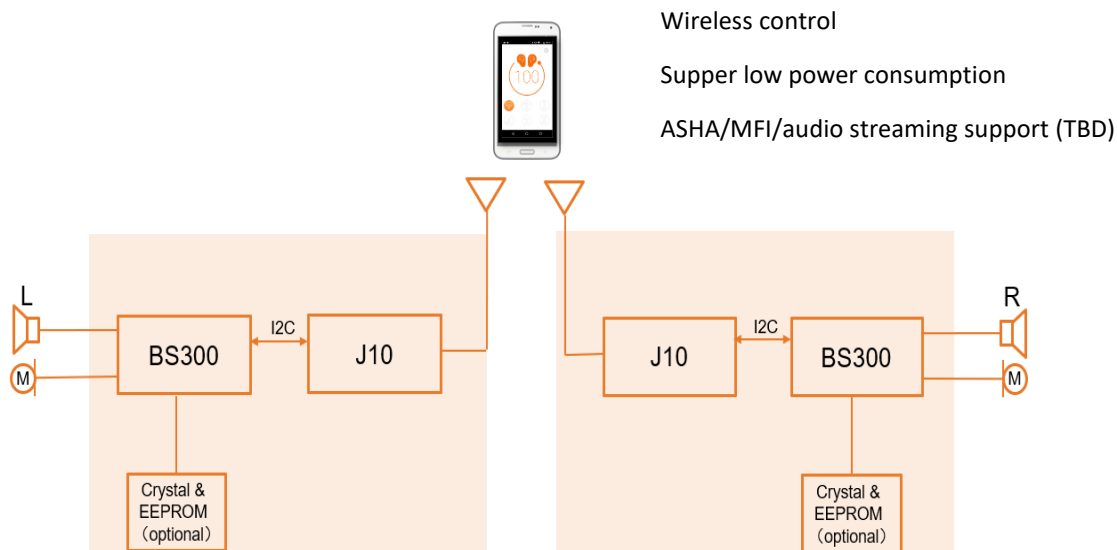 Wireless control
Supper low power consumption
ASHA/MFI/audio streaming support (TBD)
100
L
BS300
I2C
J10
M
Crystal &
EEPROM
（optional）
J10
I2C
BS300
R
M
Crystal &
EEPROM
（optional）